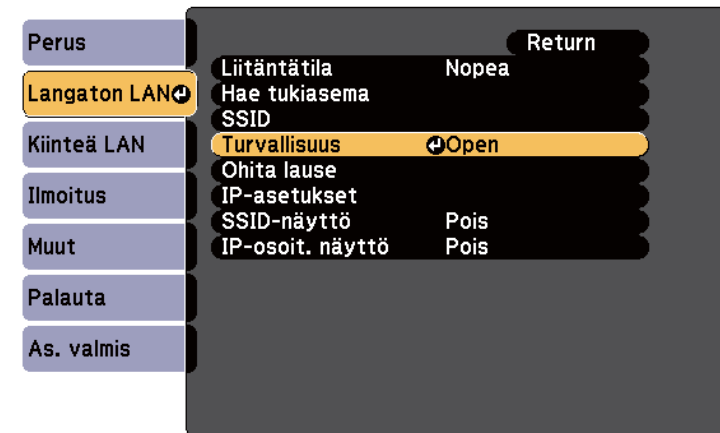 Perus
Langaton LAN
Kiinteä LAN
Ilmoitus
Muut
Palauta
As. valmis
Return
Liitäntätila Nopea
Hae tukiasema
SSID
Turvallisuus Open
Ohita lause
IP-asetukset
SSID-näyttö Pois
IP-osoit. näyttö Pois